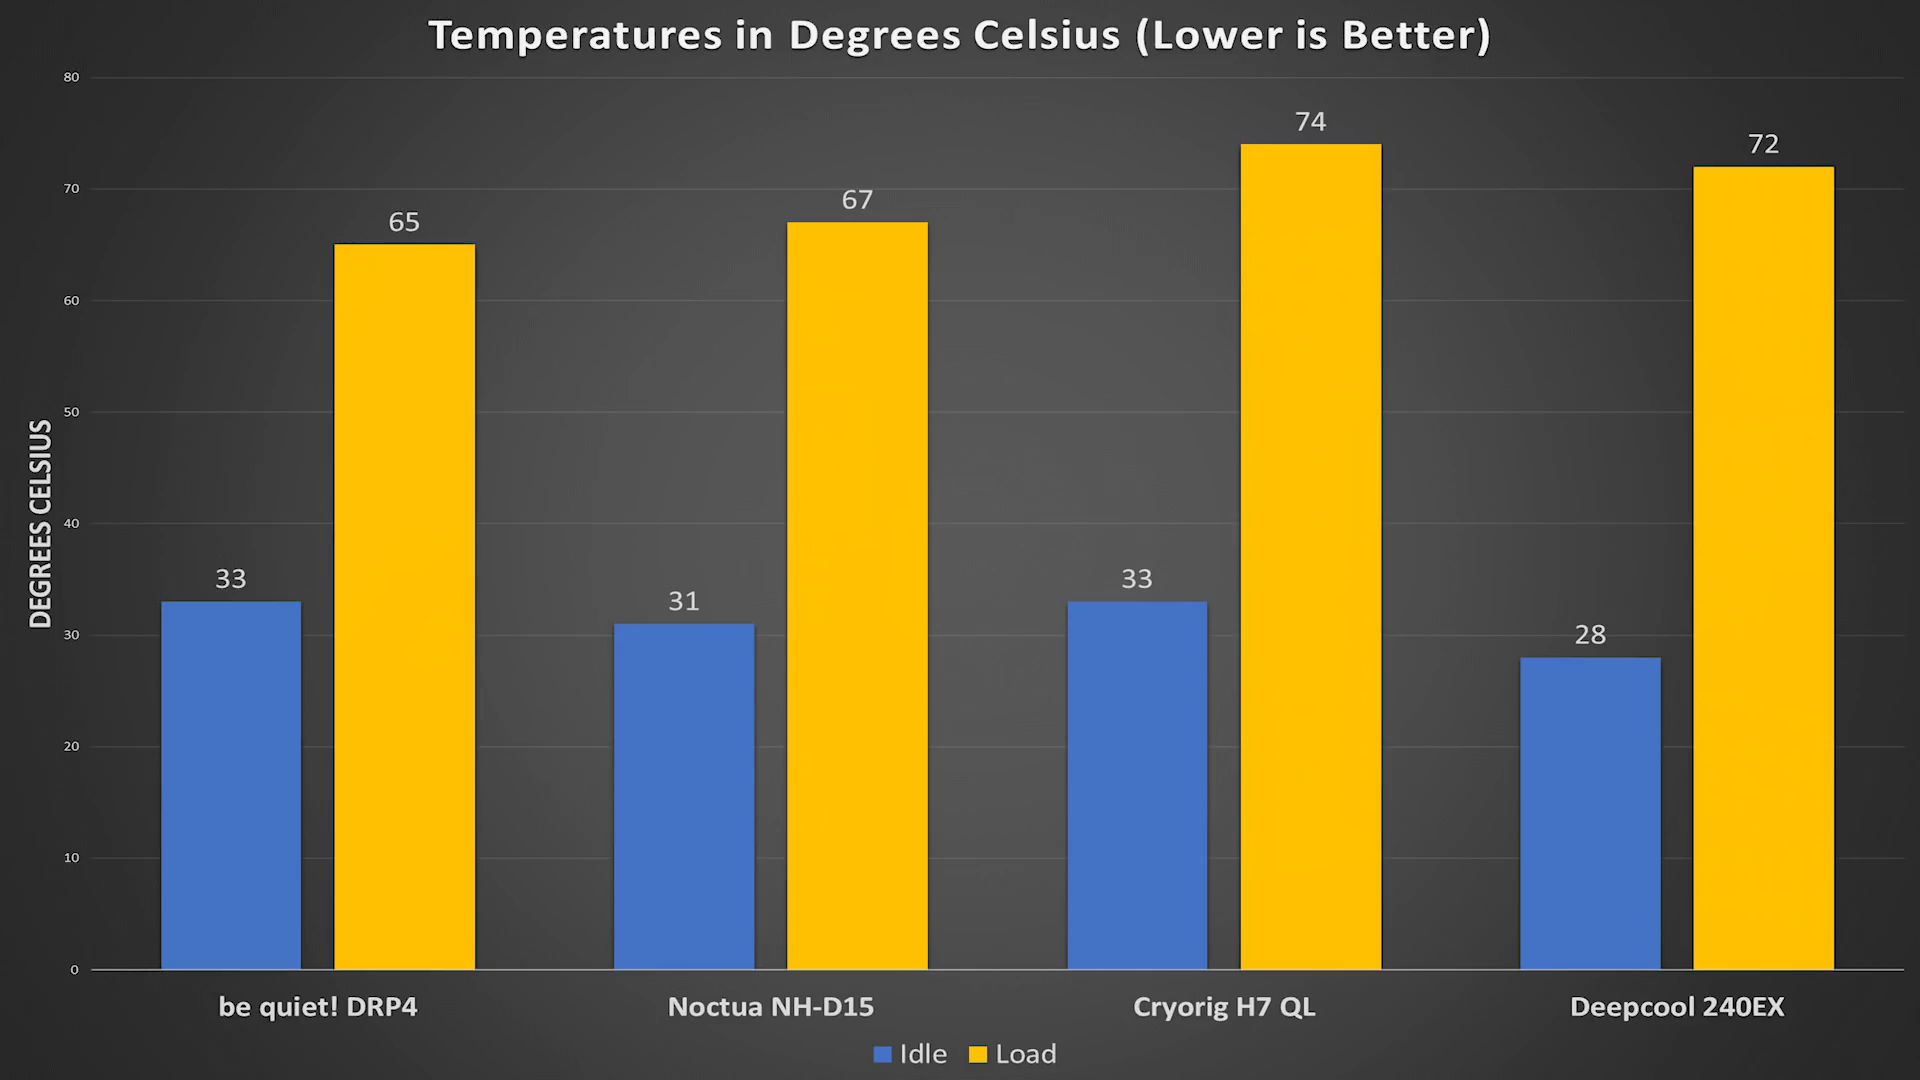 Temperatures in Degrees Celsius (Lower is Better)
80
70
60
50
40
30
20
10
0
DEGREES CELSIUS
33
65
31
67
33
74
28
72
be quiet! DRP4
Noctua NH-D15
Cryorig H7 QL
Deepcool 240EX
Idle
Load